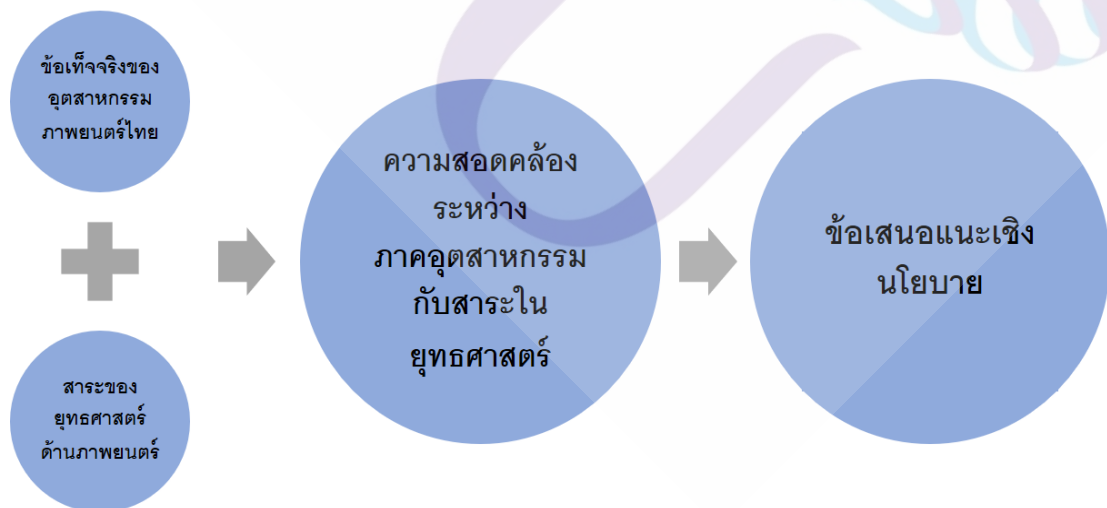 ข้อเท็จจริงของ
อุตสาหกรรม
ภาพยนตร์ไทย
สาระของ
ยุทธศาสตร์
ด้านภาพยนตร์
ความสอดคล้อง
ระหว่าง
ภาคอุตสาหกรรม
กับสาระใน
ยุทธศาสตร์
ข้อเสนอแนะเชิง
นโยบาย